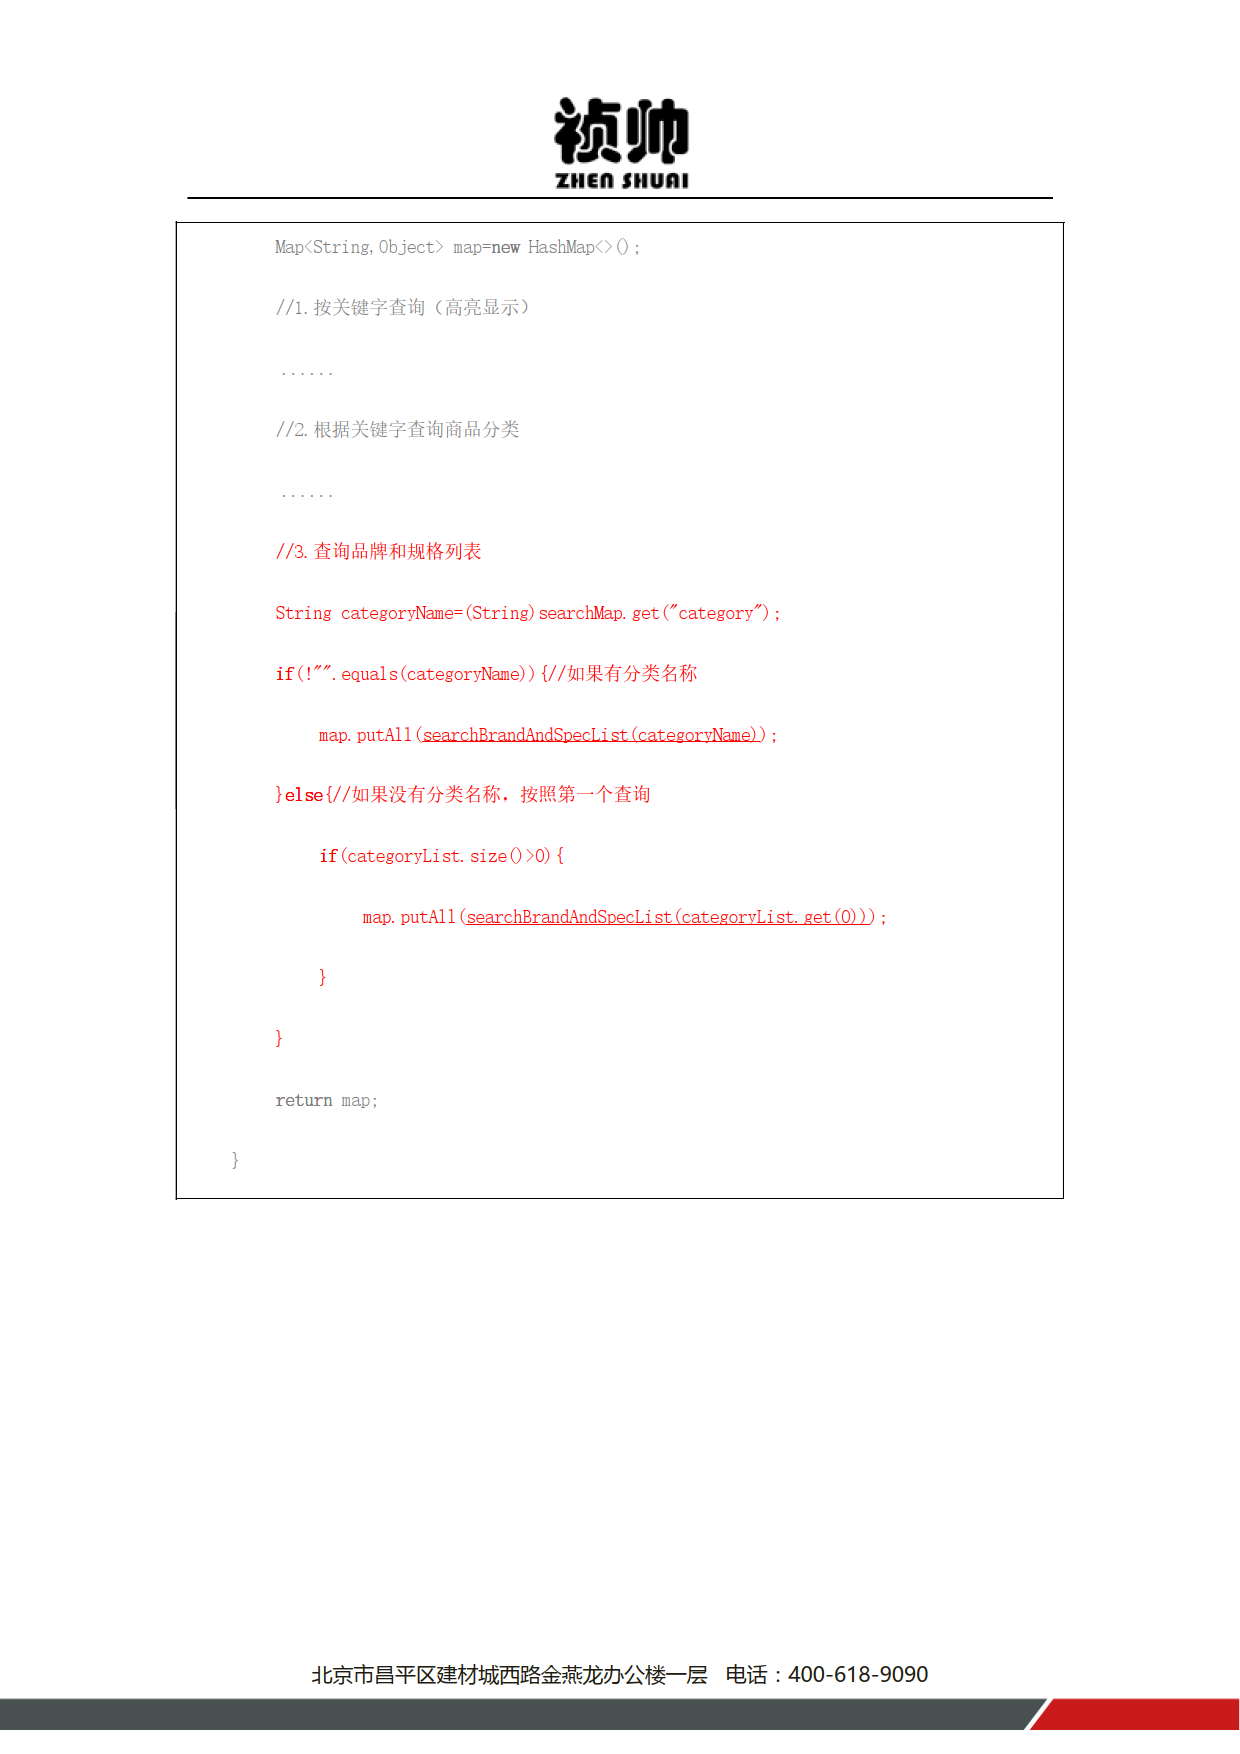 祯帅
ZHEN SHUAI
Map<String,Object> map=new HashMap<>();
//1.按关键字查询（高亮显示）
......
//2.根据关键字查询商品分类
......
//3.查询品牌和规格列表
String categoryName=(String)searchMap.get("category");
if(!"".equals(categoryName)){//如果有分类名称
map.putAll(searchBrandAndSpecList(categoryName));
}else{//如果没有分类名称，按照第一个查询
if(categoryList.size()>0){
map.putAll(searchBrandAndSpecList(categoryList.get(0)));
}
}
return map;
}
北京市昌平区建材城西路金燕龙办公楼一层 电话：400-618-9090